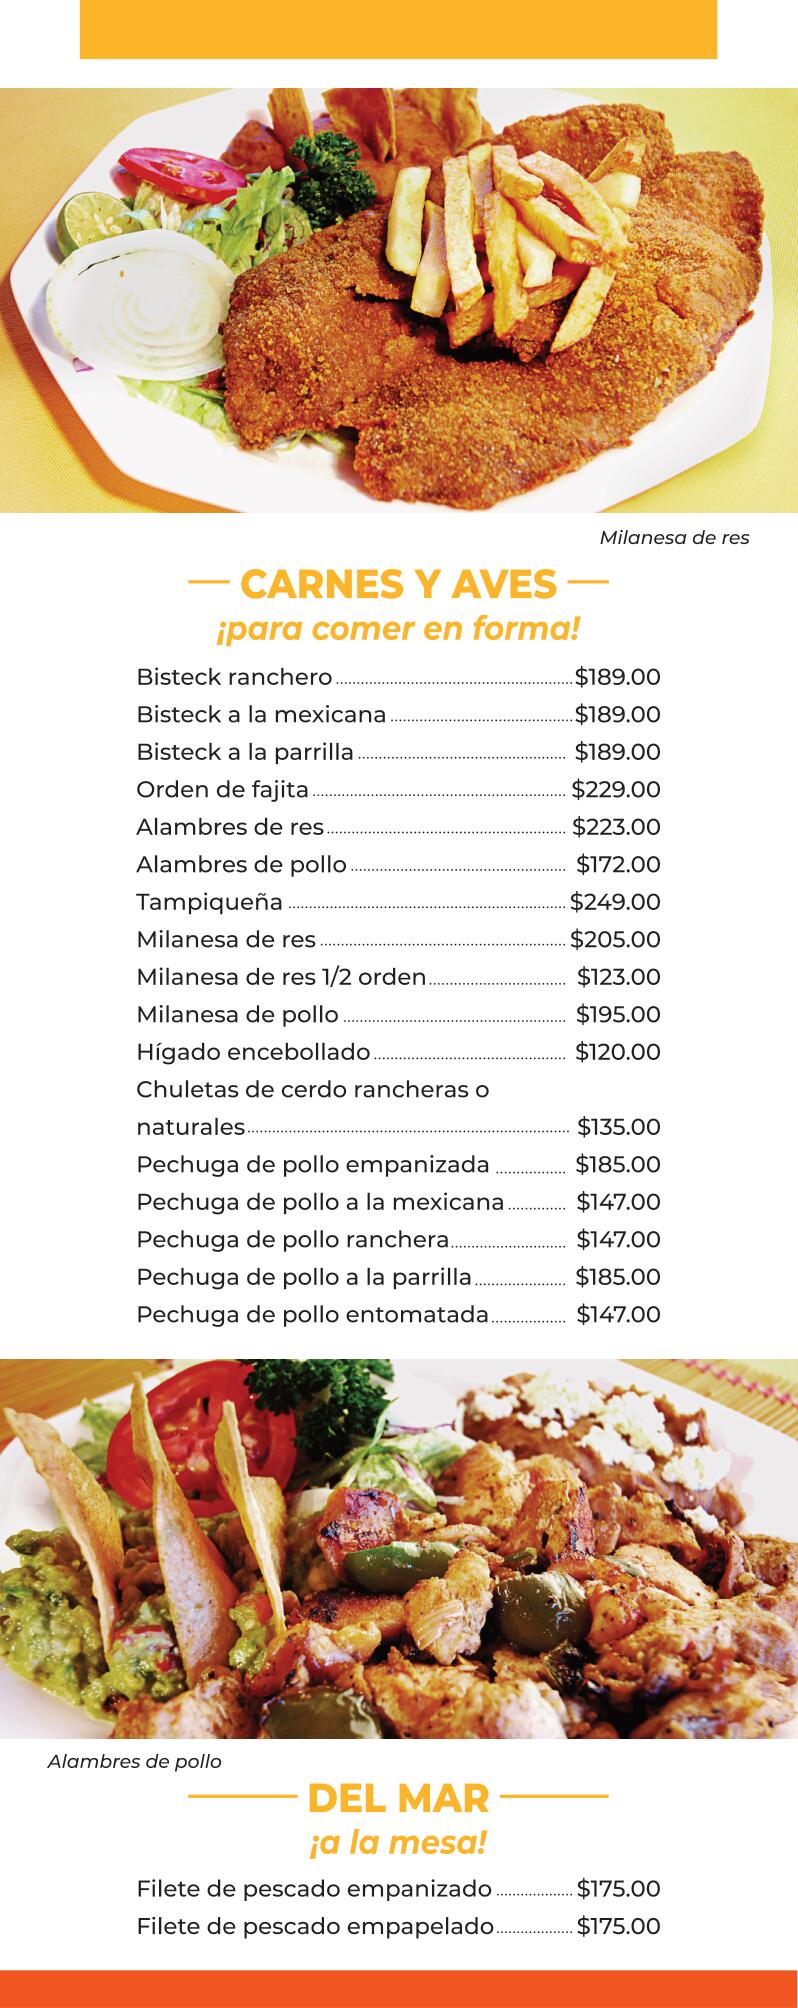 Milanesa de res
CARNES Y AVES
¡para comer en forma!
Bisteck ranchero $189.00
Bisteck a la mexicana $189.00
Bisteck a la parrilla $189.00
Orden de fajita $229.00
Alambres de res $223.00
Alambres de pollo $172.00
Tampiqueña $249.00
Milanesa de res $205.00
Milanesa de res 1/2 orden $123.00
Milanesa de pollo $195.00
Hígado encebollado $120.00
Chuletas de cerdo rancheras o
naturales $135.00
Pechuga de pollo empanizada $185.00
Pechuga de pollo a la mexicana $147.00
Pechuga de pollo ranchera $147.00
Pechuga de pollo a la parrilla $185.00
Pechuga de pollo entomatada $147.00
Alambres de pollo
DEL MAR
¡a la mesa!
Filete de pescado empanizado $175.00
Filete de pescado empapelado $175.00